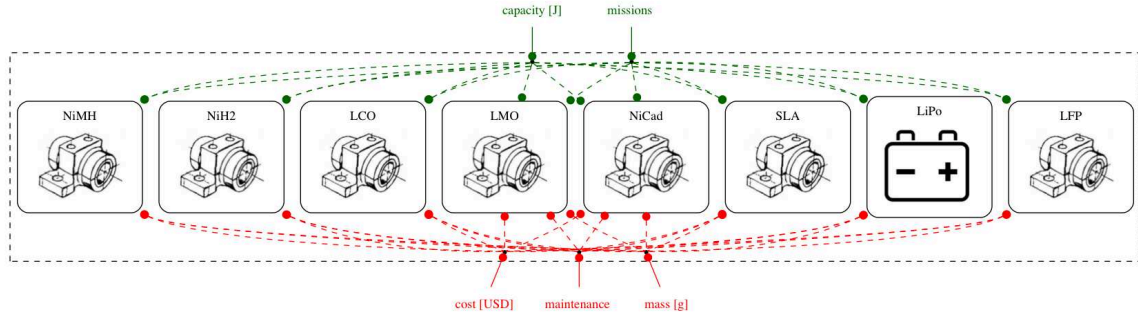 capacity [J] missions
NiMH NiH2 LCO LMO NiCad SLA LiPo LFP
cost [USD] maintenance mass [g]